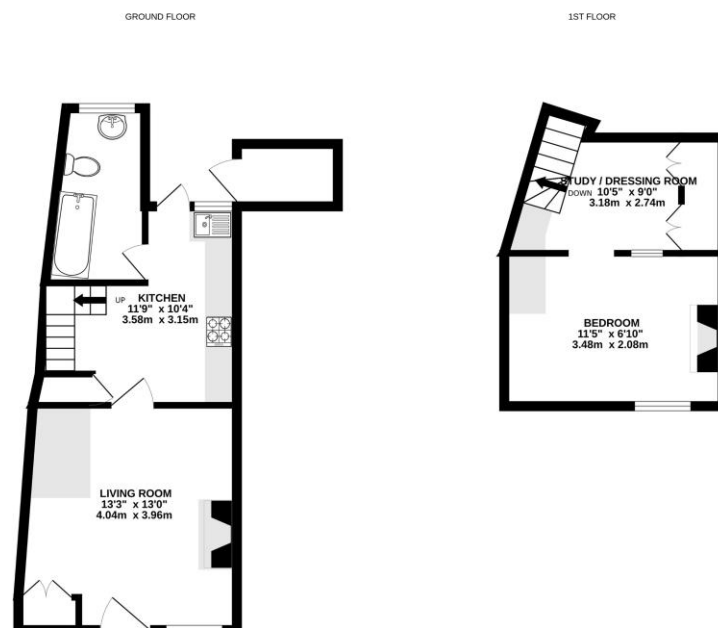 GROUND FLOOR
1ST FLOOR
STUDY / DRESSING ROOM
DOWN 10'5" x 9'0"
3.18m x 2.74m
UP KITCHEN
11'9" x 10'4"
3.58m x 3.15m
BEDROOM
11'5" x 6'10"
3.48m x 2.08m
LIVING ROOM
13'3" x 13'0"
4.04m x 3.96m